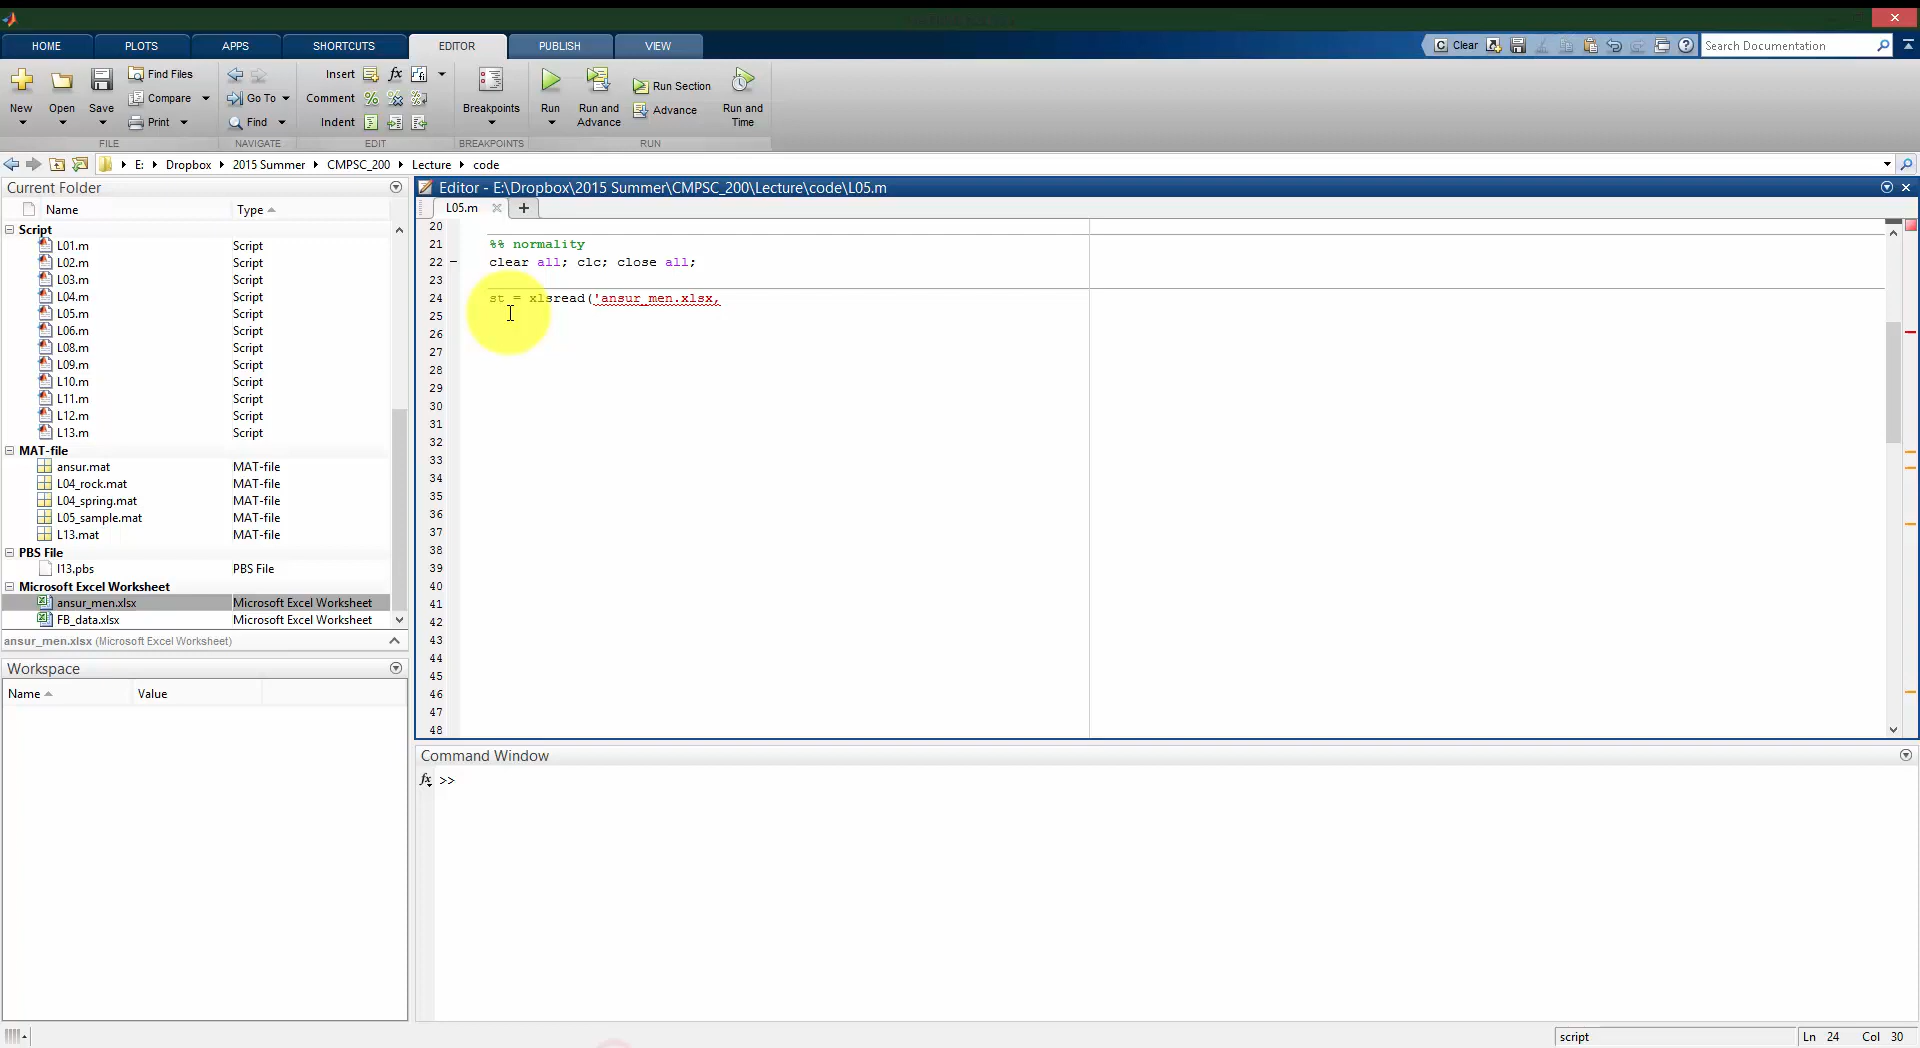 HOME PLOTS APPS SHORTCUTS EDITOR PUBLISH VIEW Clear Search Documentation
New Open Save Find Files Compare Print Go To Find Insert fx Comment Indent Breakpoints Run Run and Advance Run Section Advance Run and Time
FILE NAVIGATE EDIT BREAKPOINTS RUN
E: Dropbox 2015 Summer CMPSC_200 Lecture code
Current Folder
Name Type
Script
L01.m Script
L02.m Script
L03.m Script
L04.m Script
L05.m Script
L06.m Script
L08.m Script
L09.m Script
L10.m Script
L11.m Script
L12.m Script
L13.m Script
MAT-file
ansur.mat MAT-file
L04_rock.mat MAT-file
L04_spring.mat MAT-file
L05_sample.mat MAT-file
L13.mat MAT-file
PBS File
l13.pbs PBS File
Microsoft Excel Worksheet
ansur_men.xlsx Microsoft Excel Worksheet
FB_data.xlsx Microsoft Excel Worksheet
ansur_men.xlsx (Microsoft Excel Worksheet)
Workspace
Name Value
Editor - E:\Dropbox\2015 Summer\CMPSC_200\Lecture\code\L05.m
L05.m
20
21 %% normality
22 clear all; clc; close all;
23
24 st = xlsread('ansur_men.xlsx,
25
26
27
28
29
30
31
32
33
34
35
36
37
38
39
40
41
42
43
44
45
46
47
48
Command Window
fx >>
script Ln 24 Col 30